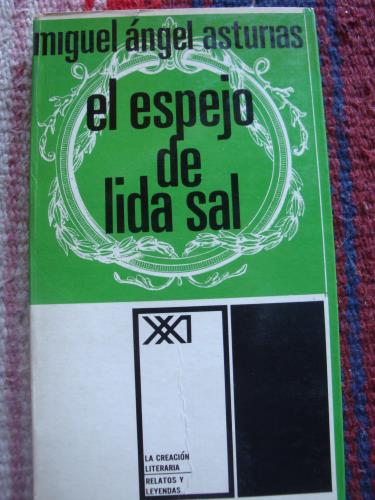 miguel ángel asturias
el espejo
de
lida sal
XXI
LA CREACIÓN
LITERARIA
RELATOS Y
LEYENDAS